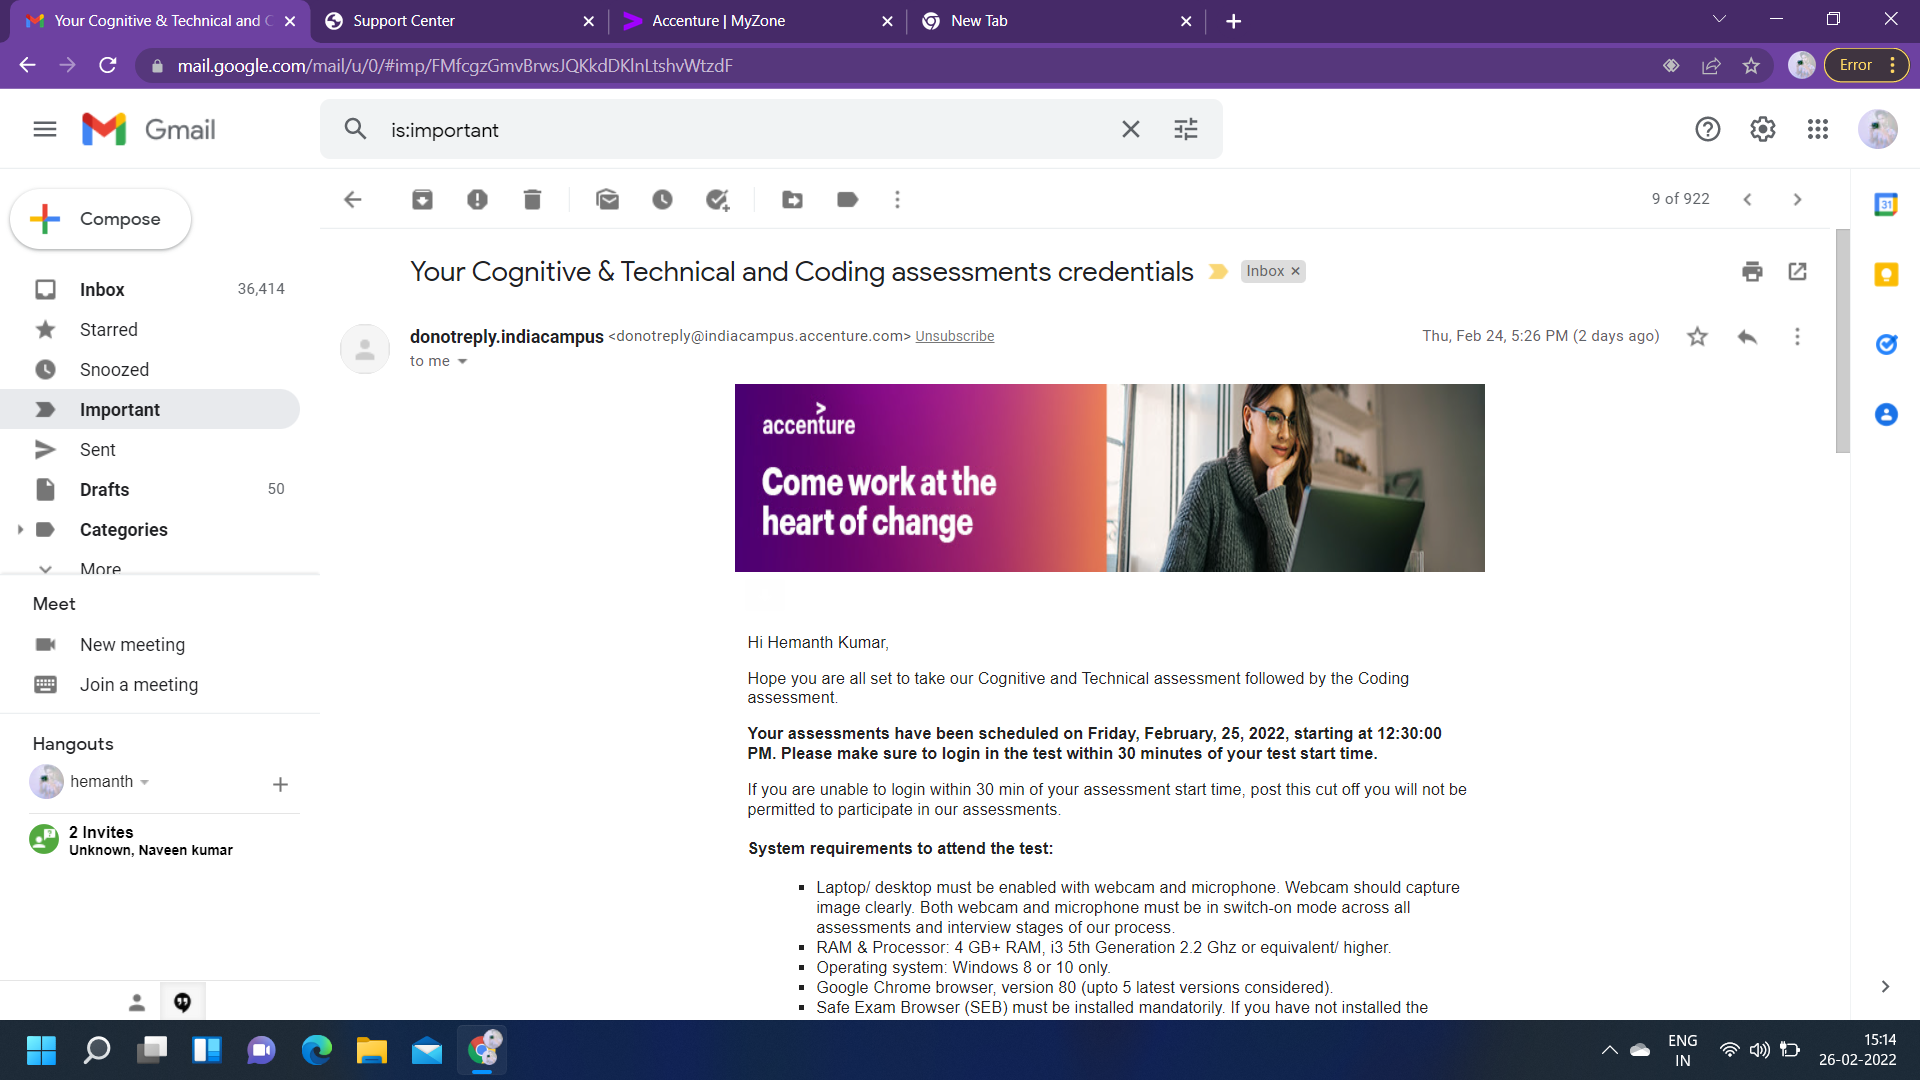 Your Cognitive & Technical and C
Support Center
Accenture | MyZone
New Tab
mail.google.com/mail/u/0/#imp/FMfcgzGmvBrwsJQKkdDKlnLtshvWtzdF
Error
Gmail
is:important
Compose
9 of 922
Your Cognitive & Technical and Coding assessments credentials
Inbox ×
Inbox 36,414
Starred
Snoozed
Important
Sent
Drafts 50
Categories
More
Meet
New meeting
Join a meeting
Hangouts
hemanth
2 Invites
Unknown, Naveen kumar
donotreply.indiacampus <donotreply@indiacampus.accenture.com> Unsubscribe
Thu, Feb 24, 5:26 PM (2 days ago)
to me
accenture
Come work at the
heart of change
Hi Hemanth Kumar,
Hope you are all set to take our Cognitive and Technical assessment followed by the Coding
assessment.
Your assessments have been scheduled on Friday, February, 25, 2022, starting at 12:30:00
PM. Please make sure to login in the test within 30 minutes of your test start time.
If you are unable to login within 30 min of your assessment start time, post this cut off you will not be
permitted to participate in our assessments.
System requirements to attend the test:
▪ Laptop/ desktop must be enabled with webcam and microphone. Webcam should capture
image clearly. Both webcam and microphone must be in switch-on mode across all
assessments and interview stages of our process.
▪ RAM & Processor: 4 GB+ RAM, i3 5th Generation 2.2 Ghz or equivalent/ higher.
▪ Operating system: Windows 8 or 10 only.
▪ Google Chrome browser, version 80 (upto 5 latest versions considered).
▪ Safe Exam Browser (SEB) must be installed mandatorily. If you have not installed the
31
ENG
IN
15:14
26-02-2022